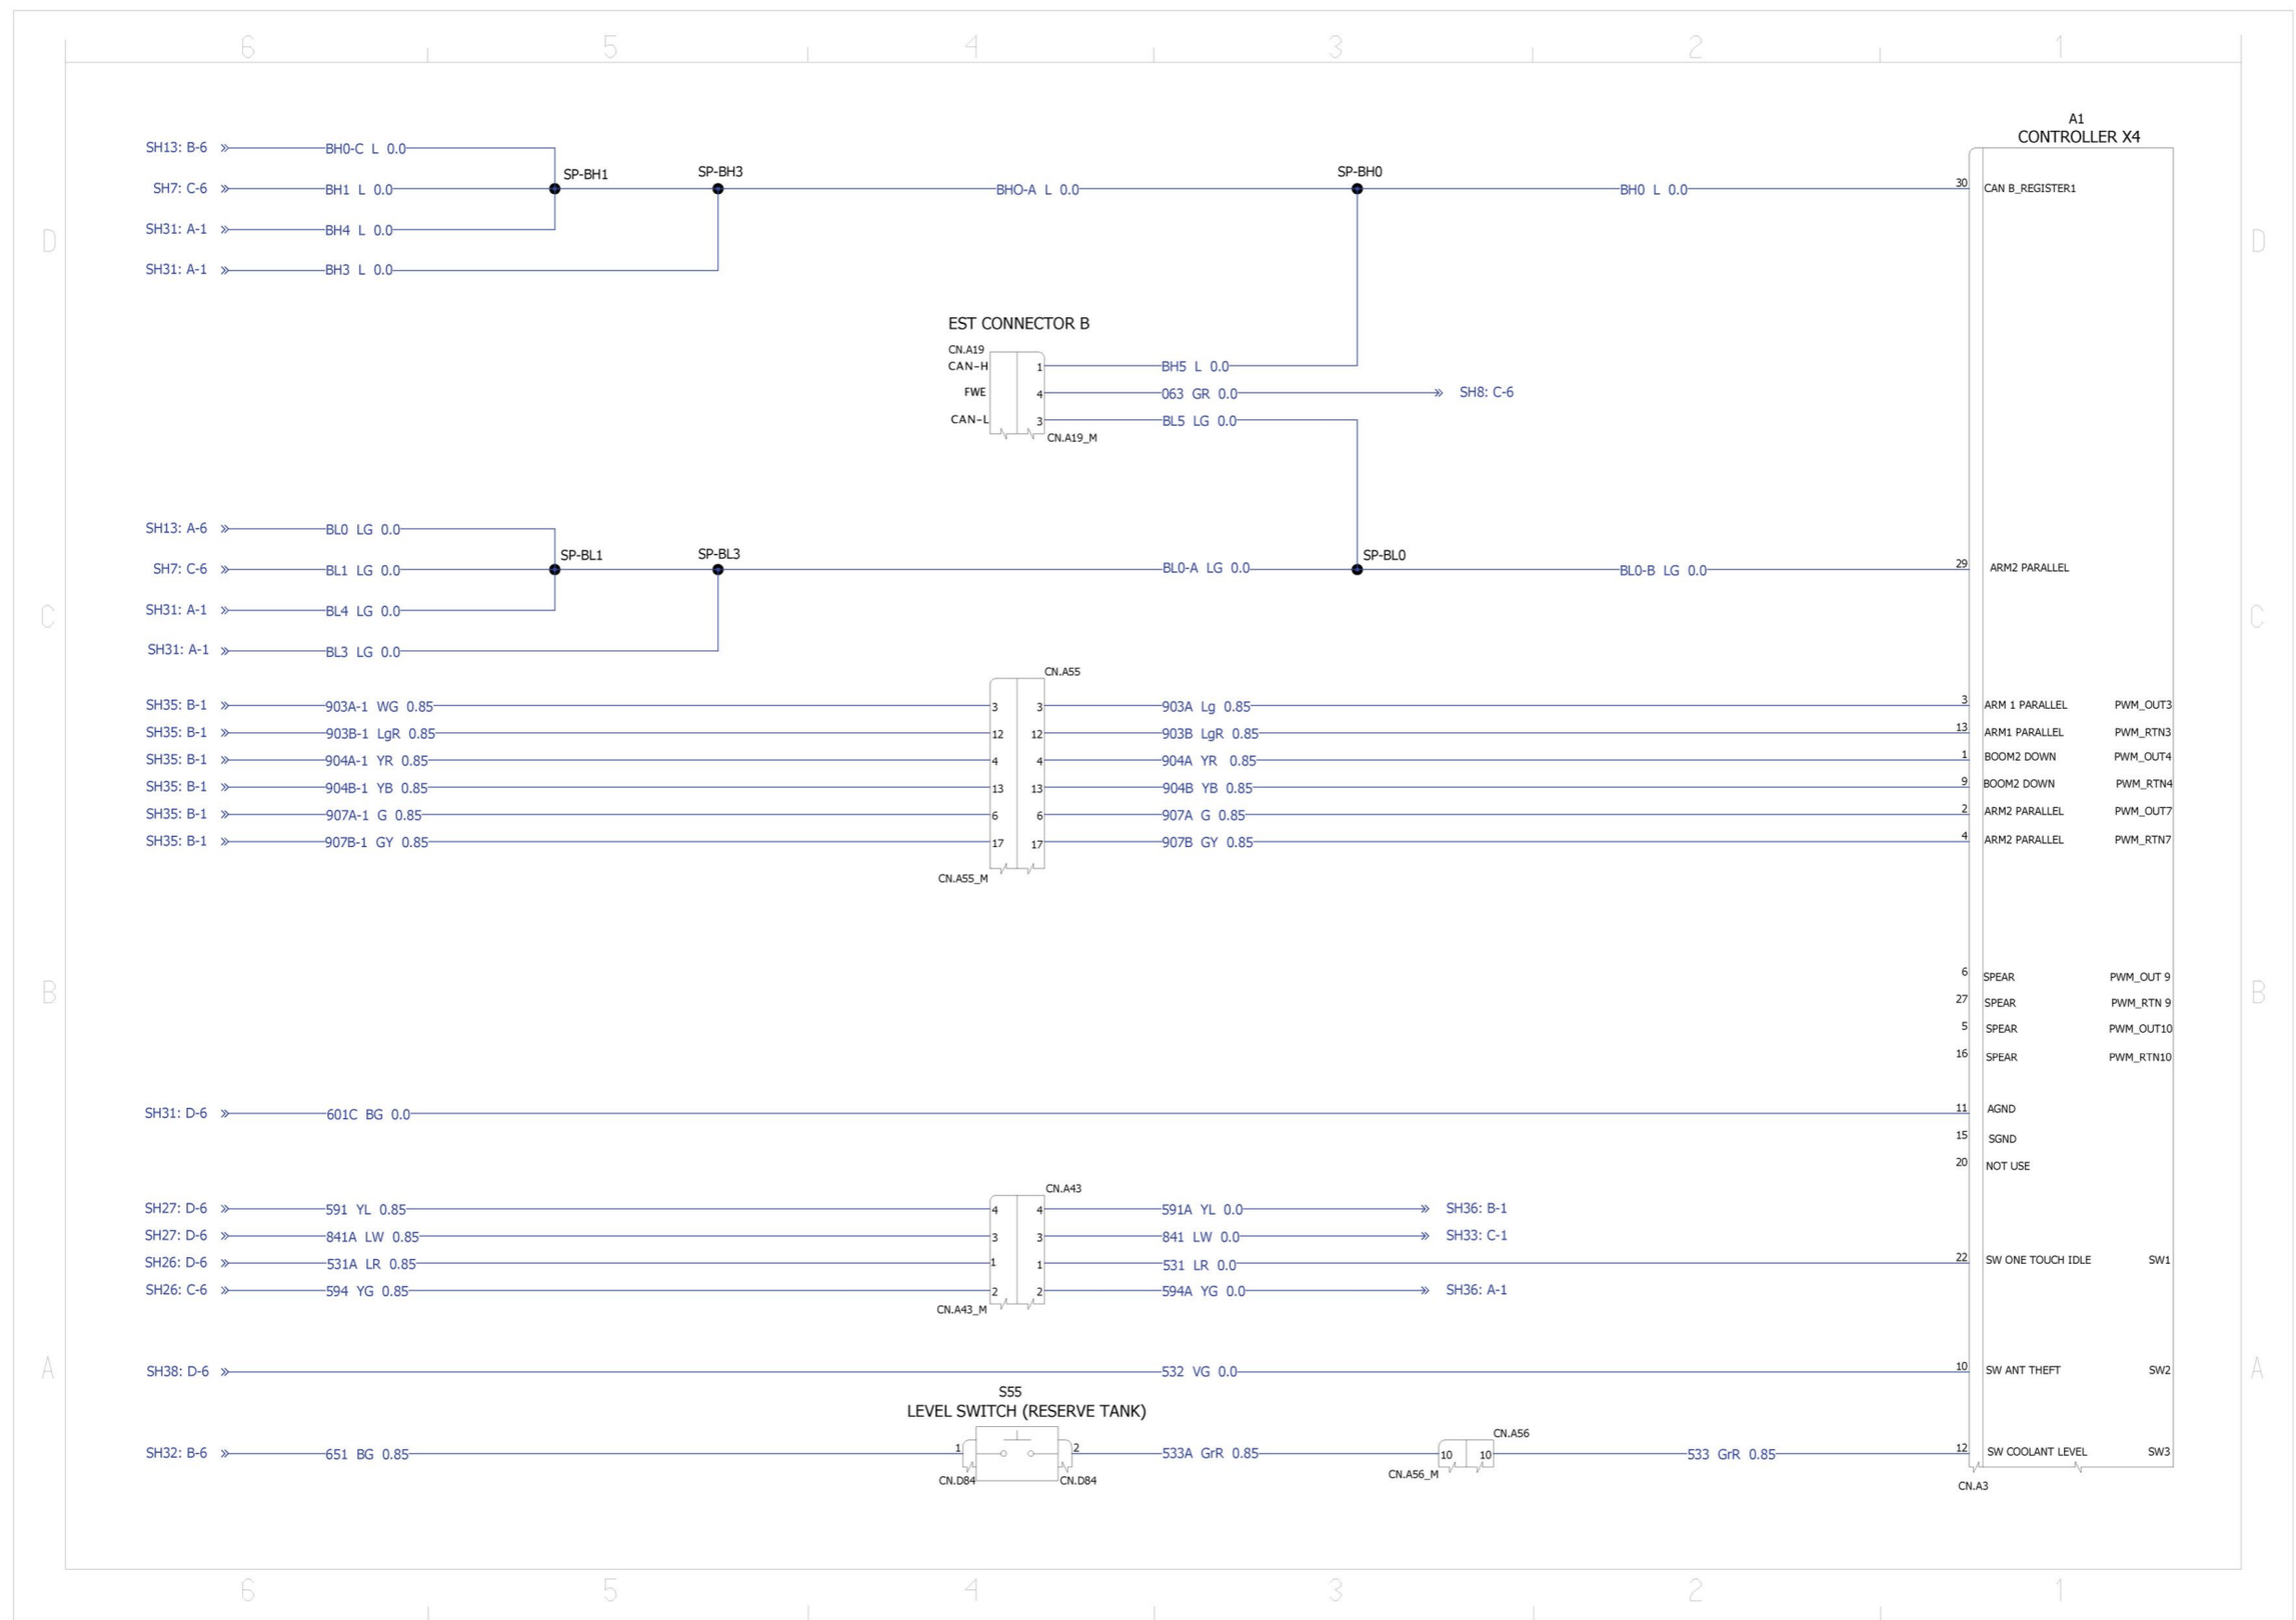 6 5 4 3 2 1
A1
CONTROLLER X4
SH13: B-6 BH0-C L 0.0
SP-BH1 SP-BH3 SP-BH0
SH7: C-6 BH1 L 0.0 BHO-A L 0.0 BH0 L 0.0 30 CAN B_REGISTER1
SH31: A-1 BH4 L 0.0
D D
SH31: A-1 BH3 L 0.0
EST CONNECTOR B
CN.A19
CAN-H 1 BH5 L 0.0
FWE 4 063 GR 0.0 SH8: C-6
CAN-L 3 BL5 LG 0.0
CN.A19_M
SH13: A-6 BL0 LG 0.0
SP-BL1 SP-BL3 SP-BL0
SH7: C-6 BL1 LG 0.0 BL0-A LG 0.0 BL0-B LG 0.0 29 ARM2 PARALLEL
SH31: A-1 BL4 LG 0.0
C C
SH31: A-1 BL3 LG 0.0
CN.A55
SH35: B-1 903A-1 WG 0.85 3 3 903A Lg 0.85 3 ARM 1 PARALLEL PWM_OUT3
SH35: B-1 903B-1 LgR 0.85 12 12 903B LgR 0.85 13 ARM1 PARALLEL PWM_RTN3
SH35: B-1 904A-1 YR 0.85 4 4 904A YR 0.85 1 BOOM2 DOWN PWM_OUT4
SH35: B-1 904B-1 YB 0.85 13 13 904B YB 0.85 9 BOOM2 DOWN PWM_RTN4
SH35: B-1 907A-1 G 0.85 6 6 907A G 0.85 2 ARM2 PARALLEL PWM_OUT7
SH35: B-1 907B-1 GY 0.85 17 17 907B GY 0.85 4 ARM2 PARALLEL PWM_RTN7
CN.A55_M
6 SPEAR PWM_OUT 9
B B
27 SPEAR PWM_RTN 9
5 SPEAR PWM_OUT10
16 SPEAR PWM_RTN10
SH31: D-6 601C BG 0.0 11 AGND
15 SGND
20 NOT USE
CN.A43
SH27: D-6 591 YL 0.85 4 4 591A YL 0.0 SH36: B-1
SH27: D-6 841A LW 0.85 3 3 841 LW 0.0 SH33: C-1
SH26: D-6 531A LR 0.85 1 1 531 LR 0.0 22 SW ONE TOUCH IDLE SW1
SH26: C-6 594 YG 0.85 2 2 594A YG 0.0 SH36: A-1
CN.A43_M
A A
SH38: D-6 532 VG 0.0 10 SW ANT THEFT SW2
S55
LEVEL SWITCH (RESERVE TANK)
CN.A56
SH32: B-6 651 BG 0.85 1 2 533A GrR 0.85 10 10 533 GrR 0.85 12 SW COOLANT LEVEL SW3
CN.D84 CN.D84 CN.A56_M
CN.A3
6 5 4 3 2 1